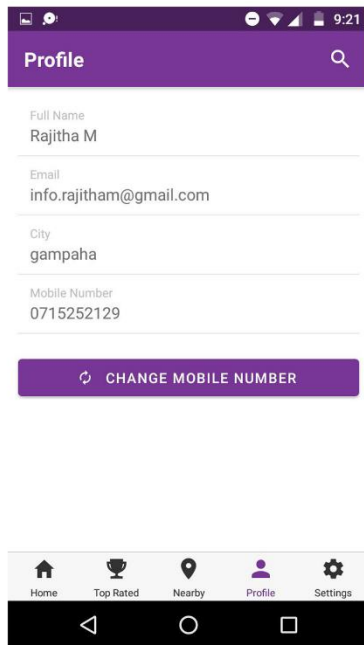 9:21
Profile
Full Name
Rajitha M
Email
info.rajitham@gmail.com
City
gampaha
Mobile Number
0715252129
CHANGE MOBILE NUMBER
Home Top Rated Nearby Profile Settings